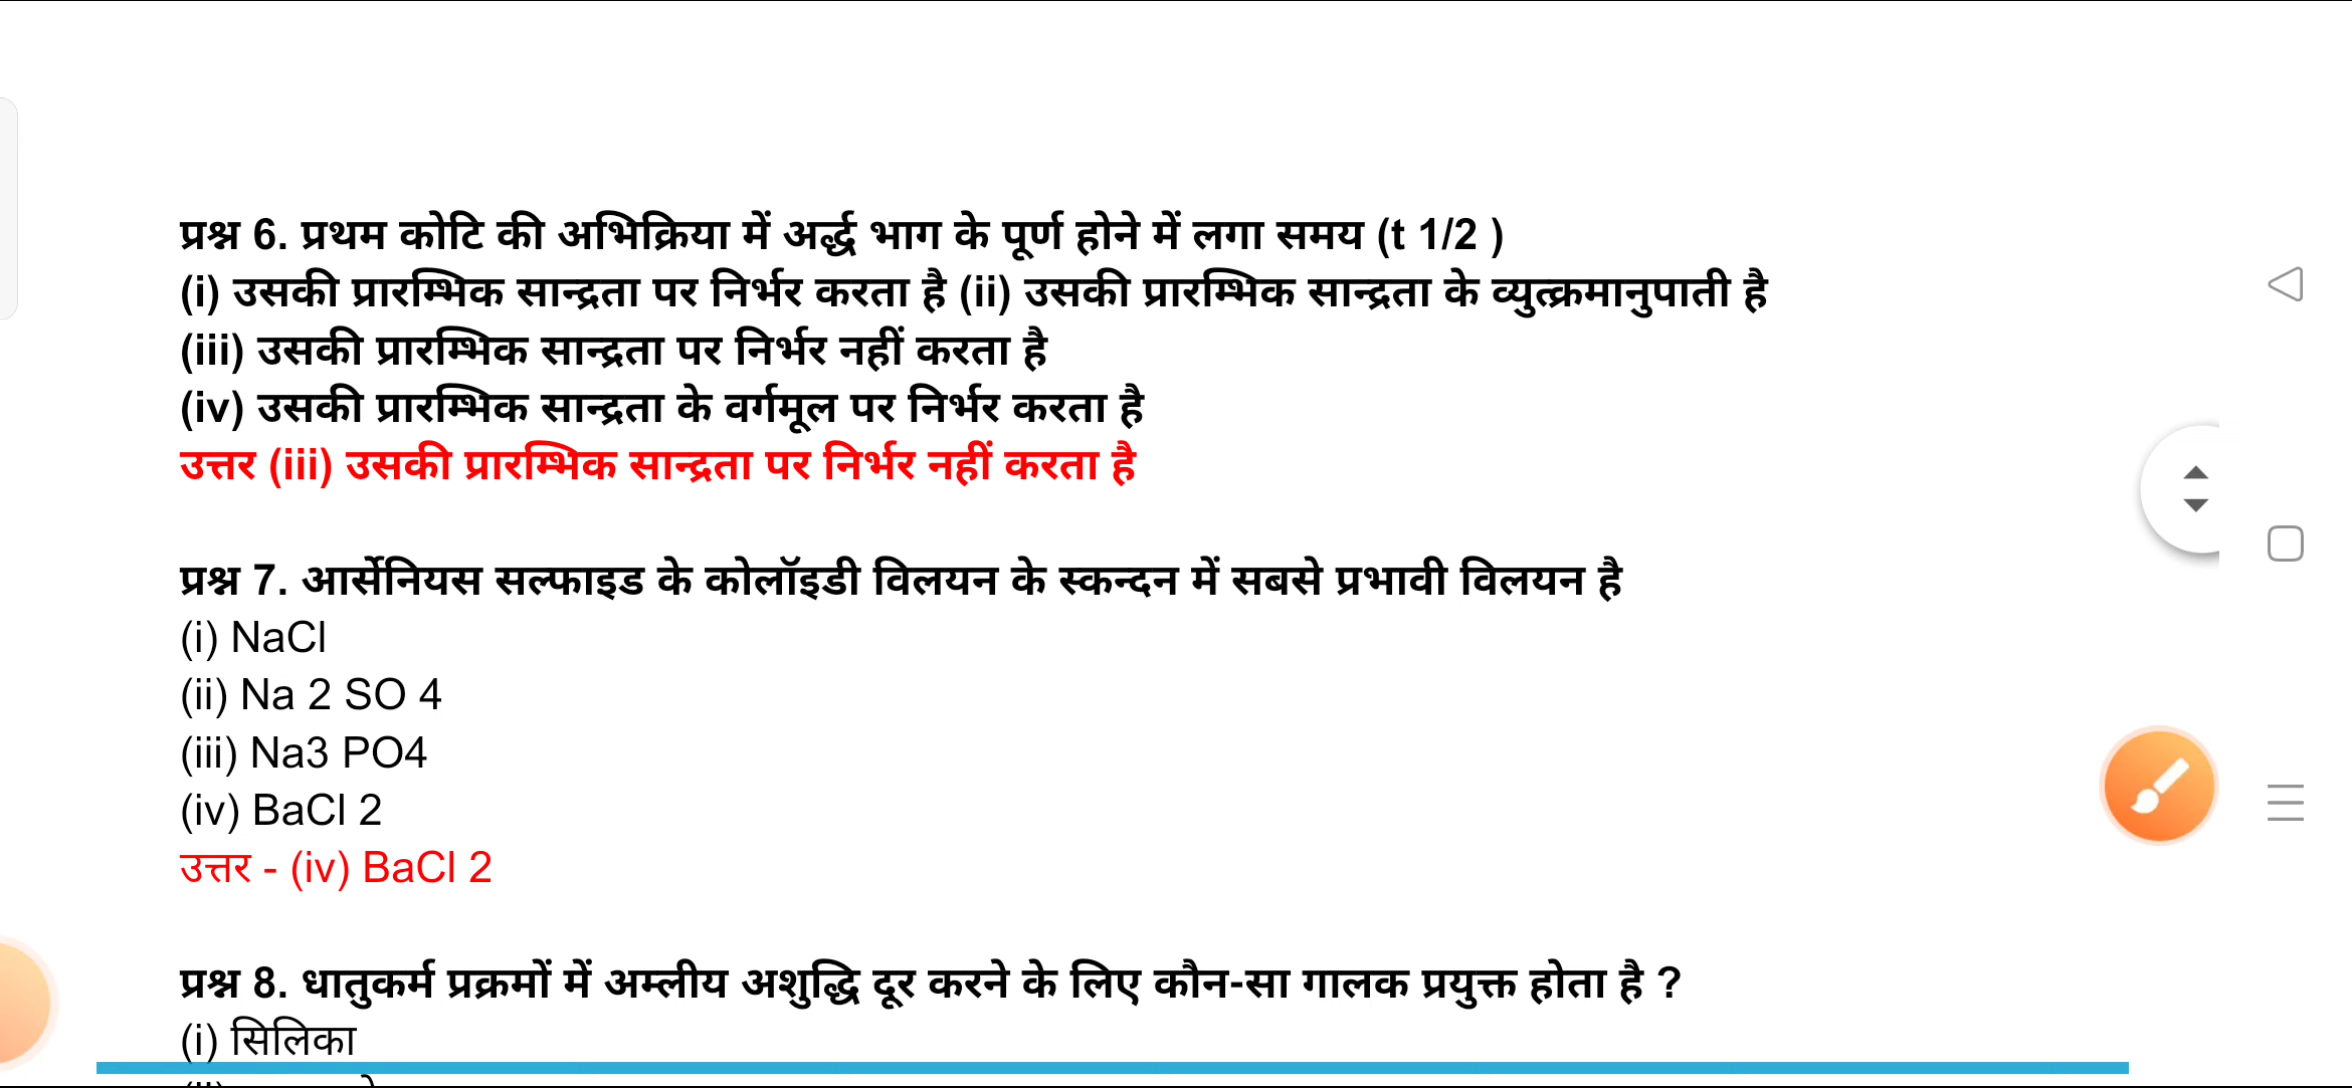 प्रश्न 6. प्रथम कोटि की अभिक्रिया में अर्द्ध भाग के पूर्ण होने में लगा समय (t 1/2 )
(i) उसकी प्रारम्भिक सान्द्रता पर निर्भर करता है (ii) उसकी प्रारम्भिक सान्द्रता के व्युत्क्रमानुपाती है
(iii) उसकी प्रारम्भिक सान्द्रता पर निर्भर नहीं करता है
(iv) उसकी प्रारम्भिक सान्द्रता के वर्गमूल पर निर्भर करता है
उत्तर (iii) उसकी प्रारम्भिक सान्द्रता पर निर्भर नहीं करता है
प्रश्न 7. आर्सेनियस सल्फाइड के कोलॉइडी विलयन के स्कन्दन में सबसे प्रभावी विलयन है
(i) NaCl
(ii) Na 2 SO 4
(iii) Na3 PO4
(iv) BaCl 2
उत्तर - (iv) BaCl 2
प्रश्न 8. धातुकर्म प्रक्रमों में अम्लीय अशुद्धि दूर करने के लिए कौन-सा गालक प्रयुक्त होता है ?
(i) सिलिका